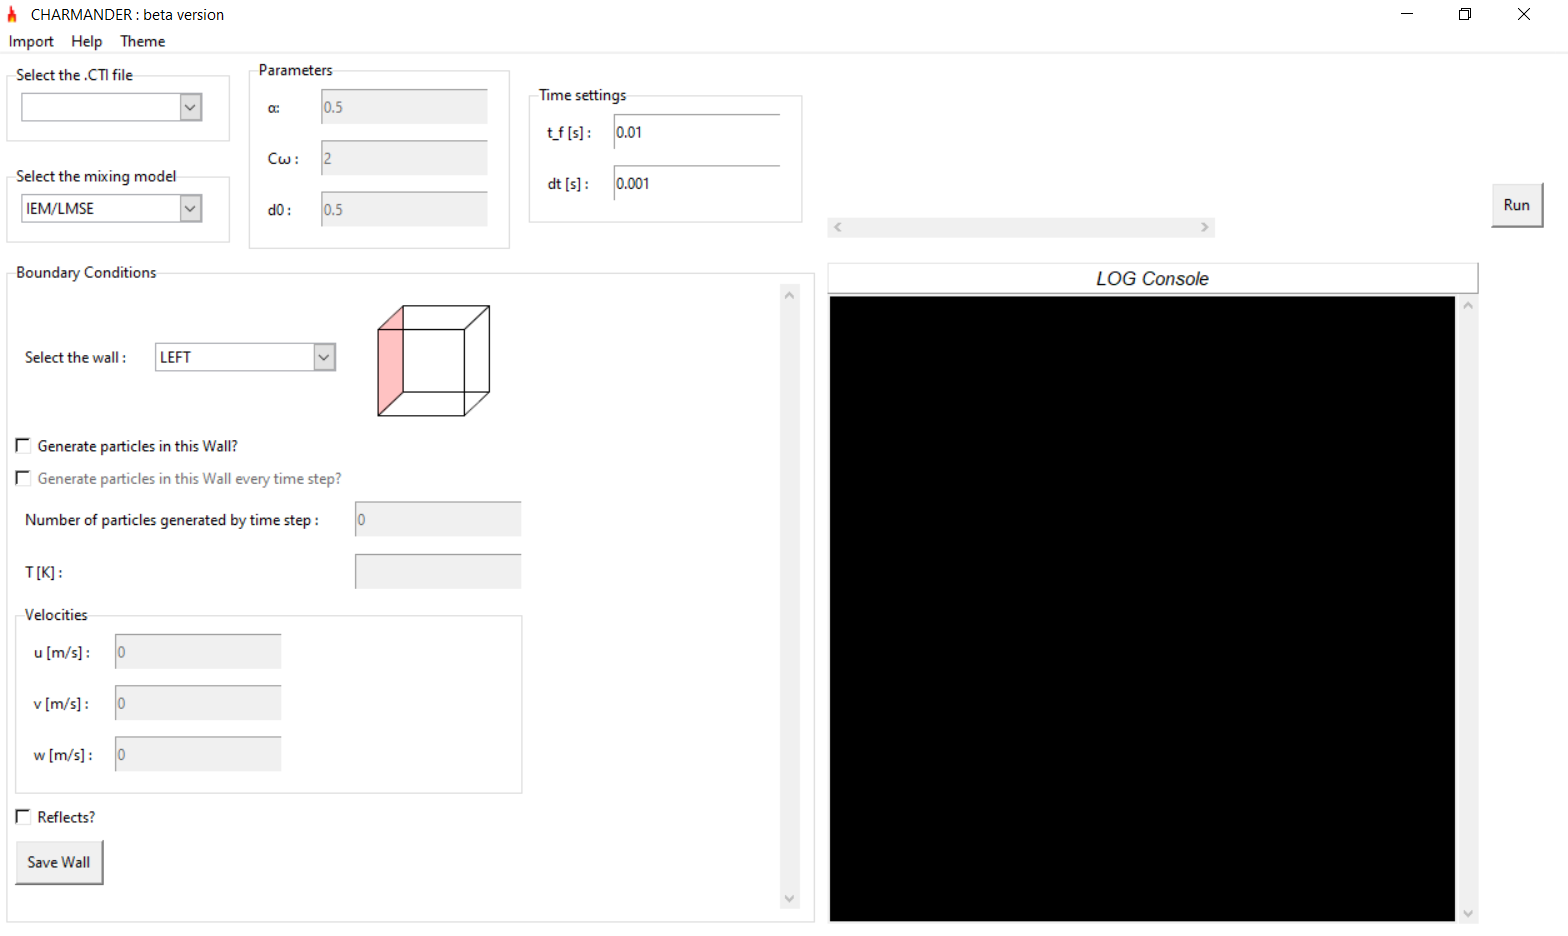 CHARMANDER : beta version
Import Help Theme
Select the .CTI file
Select the mixing model
IEM/LMSE
Parameters
α: 0.5
Cω : 2
d0 : 0.5
Time settings
t_f [s] : 0.01
dt [s] : 0.001
Run
Boundary Conditions
Select the wall : LEFT
Generate particles in this Wall?
Generate particles in this Wall every time step?
Number of particles generated by time step : 0
T [K] :
Velocities
u [m/s] : 0
v [m/s] : 0
w [m/s] : 0
Reflects?
Save Wall
LOG Console